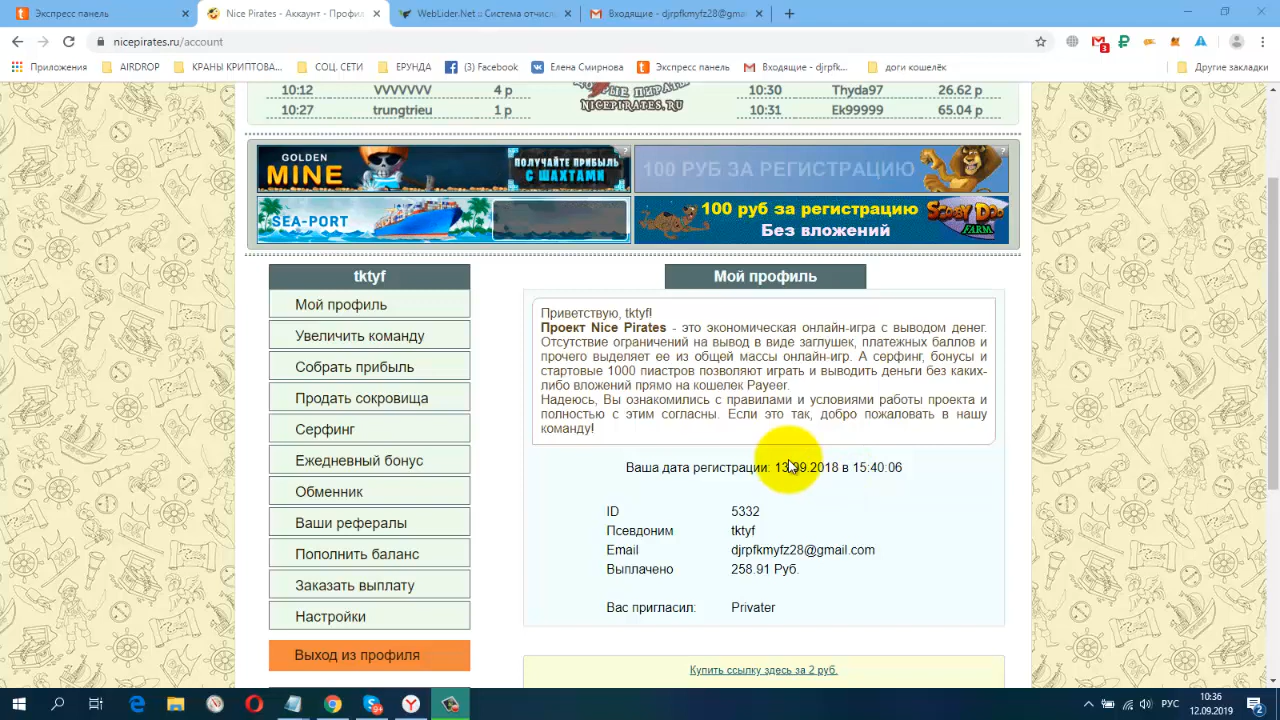 Экспресс панель
Nice Pirates - Аккаунт - Профи
WebLider.Net :: Система отчисл
Входящие - djrpfkmyfz28@gmai
nicepirates.ru/account
3
Приложения
AIRDROP
КРАНЫ КРИПТОВА...
СОЦ. СЕТИ
ЕРУНДА
(3) Facebook
Елена Смирнова
Экспресс панель
Входящие - djrpfk...
доги кошелёк
Другие закладки
10:12 VVVVVVV 4 р
10:27 trungtrieu 1 р
NICEPIRATES.RU
10:30 Thyda97 26.62 р
10:31 Ek99999 65.04 р
GOLDEN
MINE
ПОЛУЧАЙТЕ ПРИБЫЛЬ
С ШАХТАМИ
?
100 РУБ ЗА РЕГИСТРАЦИЮ
?
SEA-PORT
100 руб за регистрацию
Без вложений
SCOOBY DOO
FARM
tktyf
Мой профиль
Увеличить команду
Собрать прибыль
Продать сокровища
Серфинг
Ежедневный бонус
Обменник
Ваши рефералы
Пополнить баланс
Заказать выплату
Настройки
Выход из профиля
Мой профиль
Приветствую, tktyf!
Проект Nice Pirates - это экономическая онлайн-игра с выводом денег.
Отсутствие ограничений на вывод в виде заглушек, платежных баллов и
прочего выделяет ее из общей массы онлайн-игр. А серфинг, бонусы и
стартовые 1000 пиастров позволяют играть и выводить деньги без каких-
либо вложений прямо на кошелек Payeer.
Надеюсь, Вы ознакомились с правилами и условиями работы проекта и
полностью с этим согласны. Если это так, добро пожаловать в нашу
команду!
Ваша дата регистрации: 13.09.2018 в 15:40:06
ID 5332
Псевдоним tktyf
Email djrpfkmyfz28@gmail.com
Выплачено 258.91 Руб.
Вас пригласил: Privater
Купить ссылку здесь за 2 руб.
РУС
10:36
12.09.2019
2